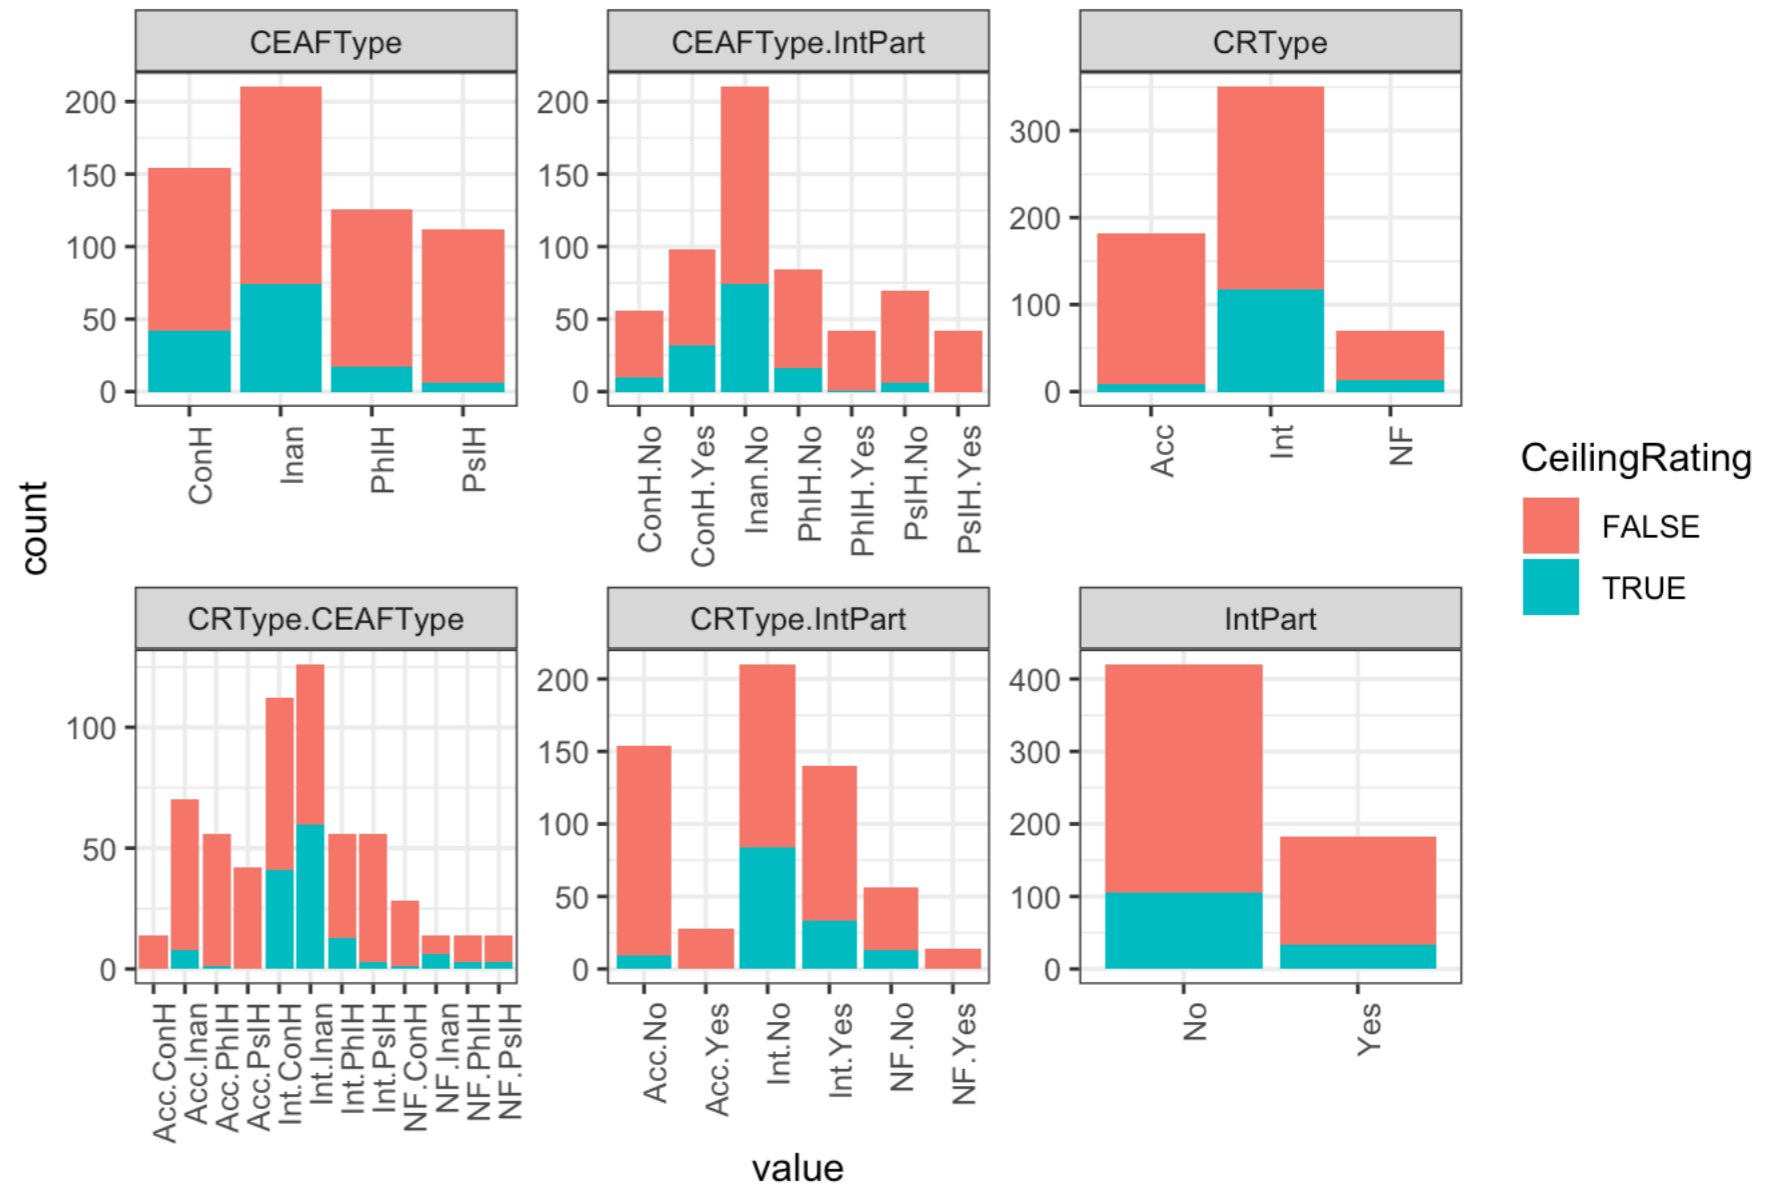 CEAFType
CEAFType.IntPart
CRType
200
150
100
50
0
200
150
100
50
0
300
200
100
0
ConH
Inan
PhIH
PsIH
ConH.No
ConH.Yes
Inan.No
PhIH.No
PhIH.Yes
PsIH.No
PsIH.Yes
Acc
Int
NF
count
CeilingRating
FALSE
TRUE
CRType.CEAFType
CRType.IntPart
IntPart
100
50
0
200
150
100
50
0
400
300
200
100
0
Acc.ConH
Acc.Inan
Acc.PhIH
Acc.PsIH
Int.ConH
Int.Inan
Int.PhIH
Int.PsIH
NF.ConH
NF.Inan
NF.PhIH
NF.PsIH
Acc.No
Acc.Yes
Int.No
Int.Yes
NF.No
NF.Yes
No
Yes
value